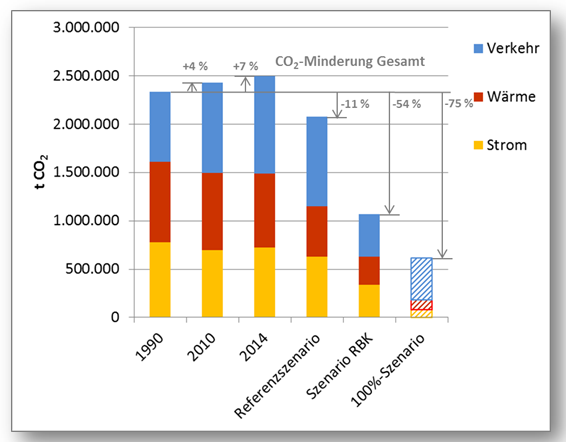 3.000.000
2.500.000
2.000.000
1.500.000
1.000.000
500.000
0
t CO₂
+4 %
+7 %
CO₂-Minderung Gesamt
-11 %
-54 %
-75 %
Verkehr
Wärme
Strom
1990
2010
2014
Referenzszenario
Szenario RBK
100%-Szenario